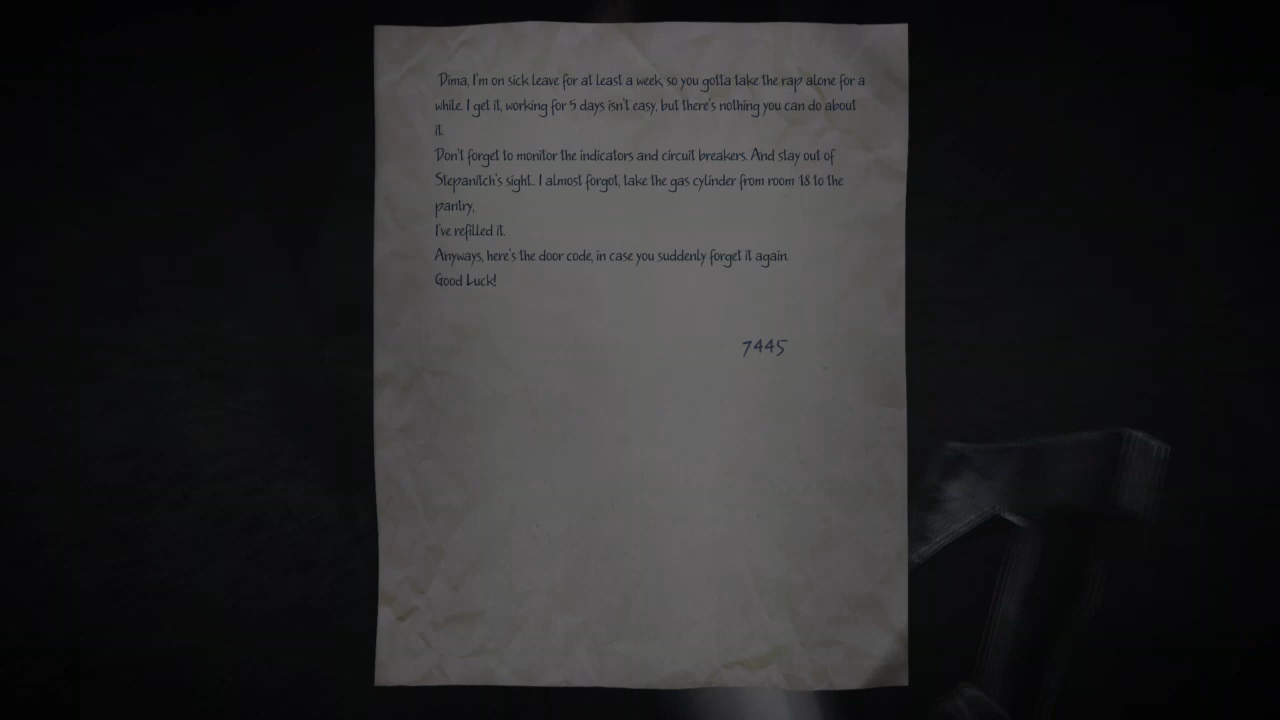 Dima, I'm on sick leave for at least a week, so you gotta take the rap alone for a
while. I get it, working for 5 days isn't easy, but there's nothing you can do about
it.
Don't forget to monitor the indicators and circuit breakers. And stay out of
Stepanitch's sight.. I almost forgot, take the gas cylinder from room 18 to the
pantry,
I've refilled it.
Anyways, here's the door code, in case you suddenly forget it again.
Good Luck!
7445